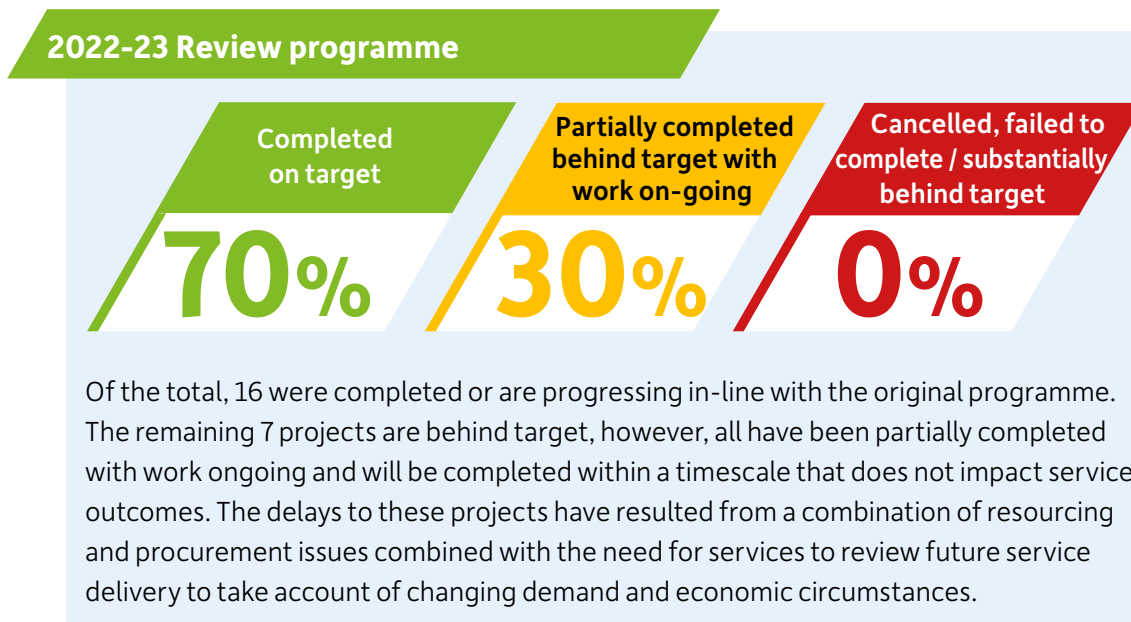 2022-23 Review programme
Completed
on target
70%
Partially completed
behind target with
work on-going
30%
Cancelled, failed to
complete / substantially
behind target
0%
Of the total, 16 were completed or are progressing in-line with the original programme.
The remaining 7 projects are behind target, however, all have been partially completed
with work ongoing and will be completed within a timescale that does not impact service
outcomes. The delays to these projects have resulted from a combination of resourcing
and procurement issues combined with the need for services to review future service
delivery to take account of changing demand and economic circumstances.